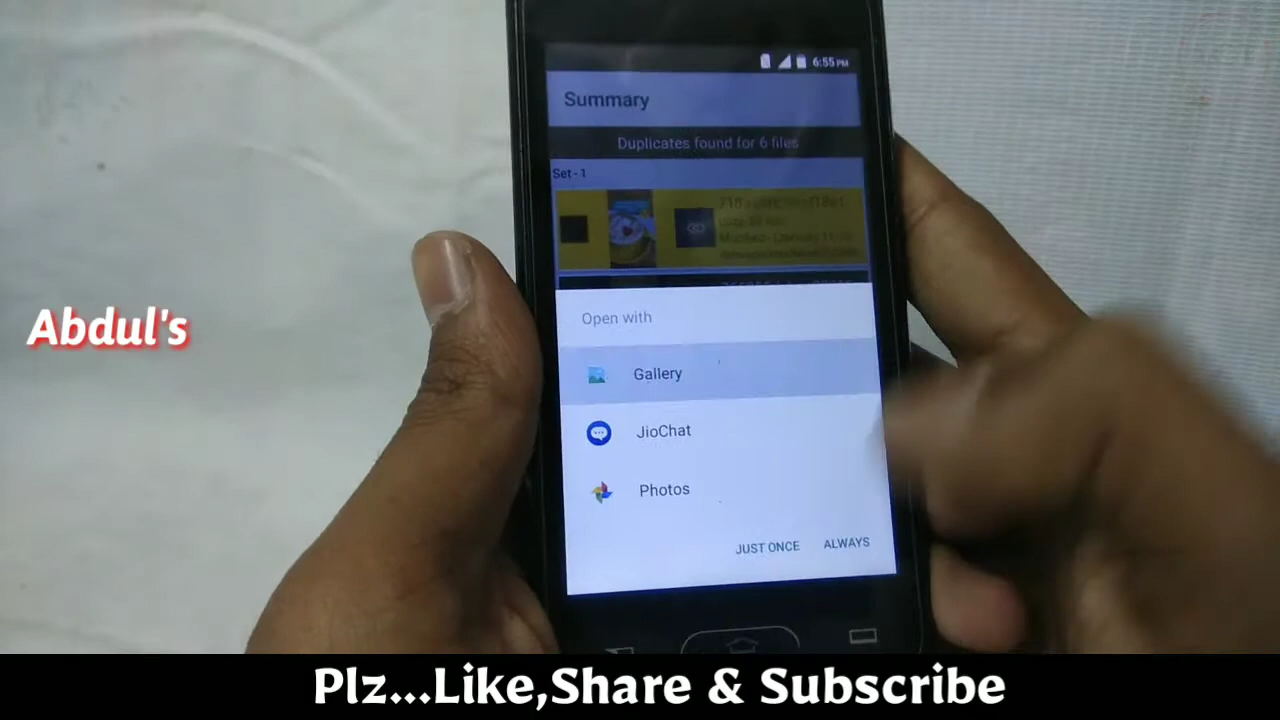 6:55 PM
Summary
Duplicates found for 6 files
Set - 1
Open with
Gallery
JioChat
Photos
JUST ONCE ALWAYS
Abdul's
Plz...Like,Share & Subscribe